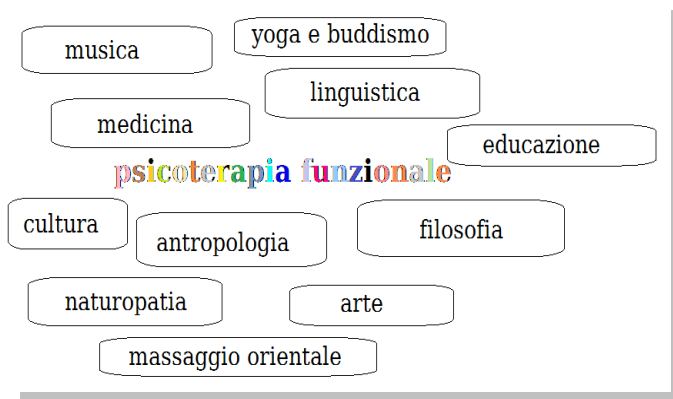 musica
yoga e buddismo
linguistica
medicina
educazione
psicoterapia funzionale
cultura
antropologia
filosofia
naturopatia
arte
massaggio orientale